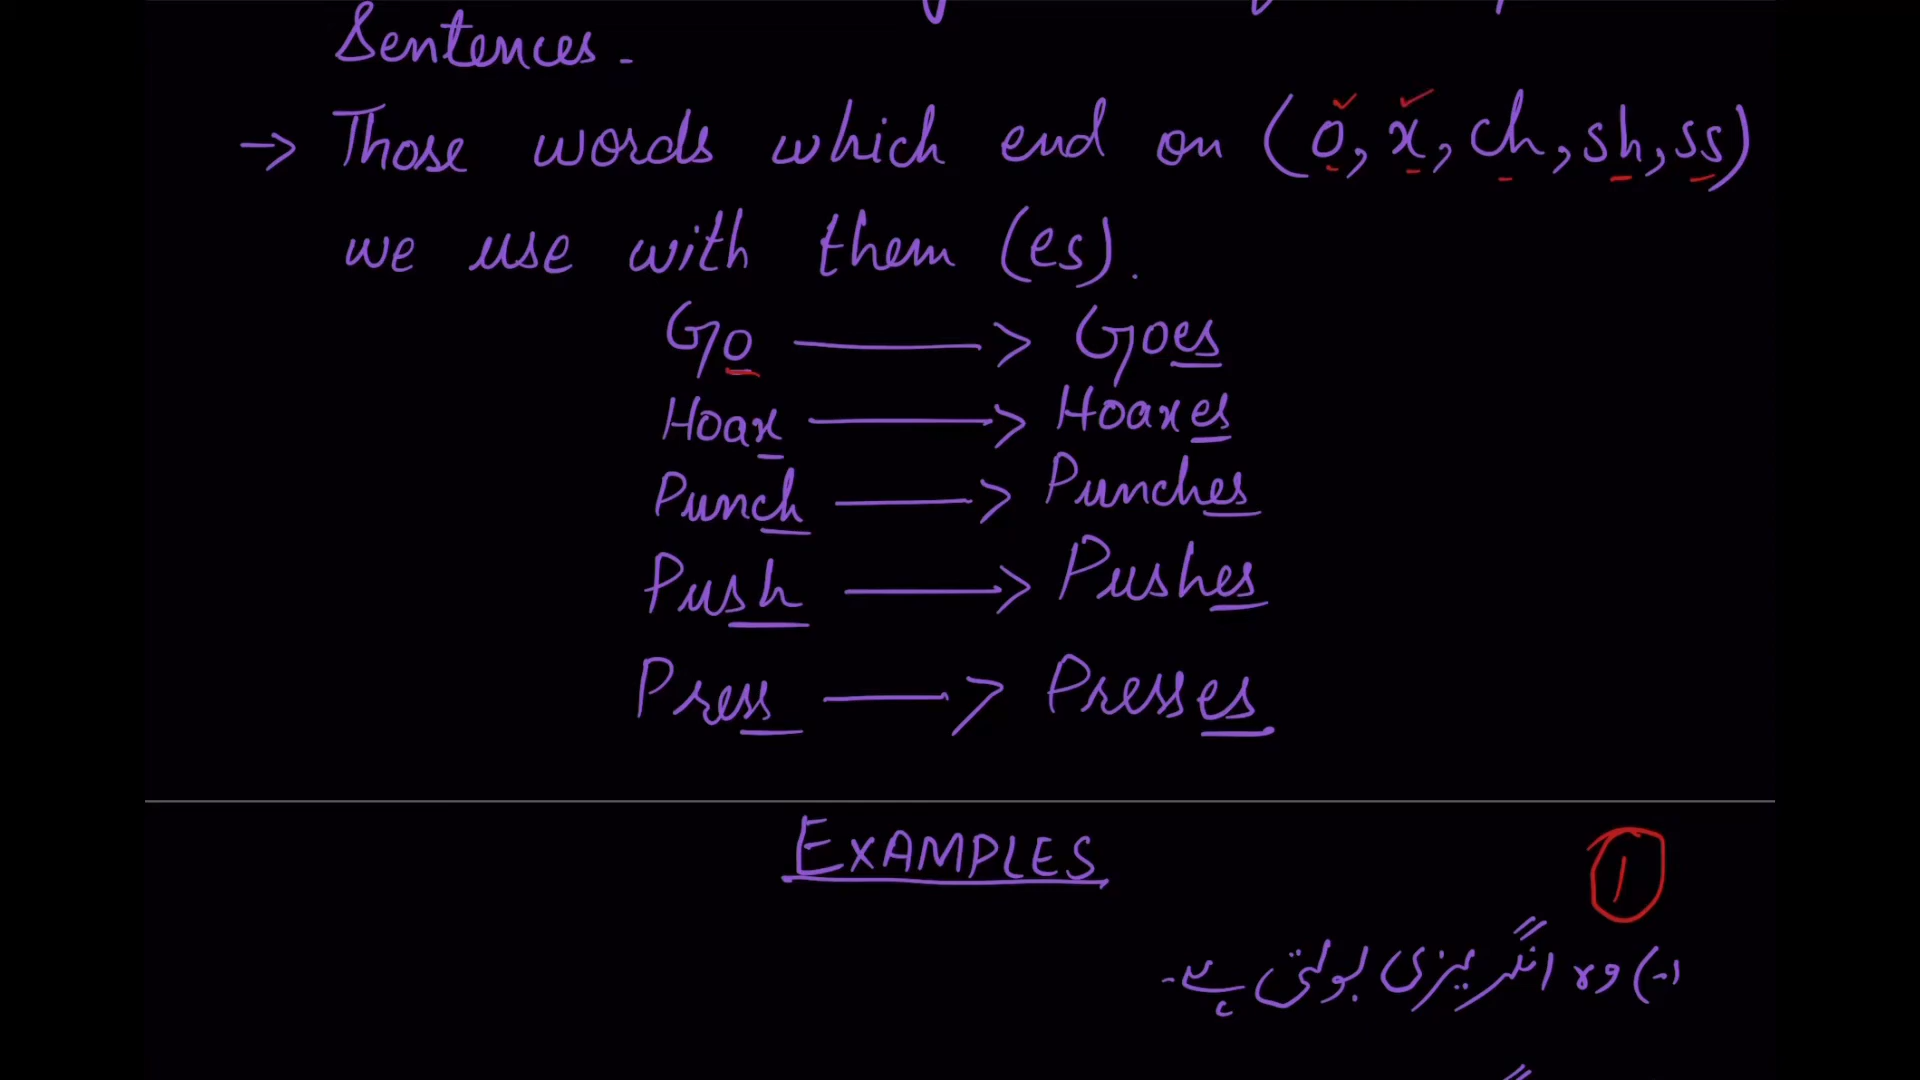 Sentences.
→ Those words which end on (o, x, ch, sh, ss)
we use with them (es).
Go → Goes
Hoax → Hoaxes
Punch → Punches
Push → Pushes
Press → Presses
EXAMPLES
1
۱-) وہ انگریزی بولتی ہے۔